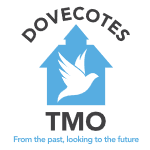 DOVECOTES
TMO
From the past, looking to the future